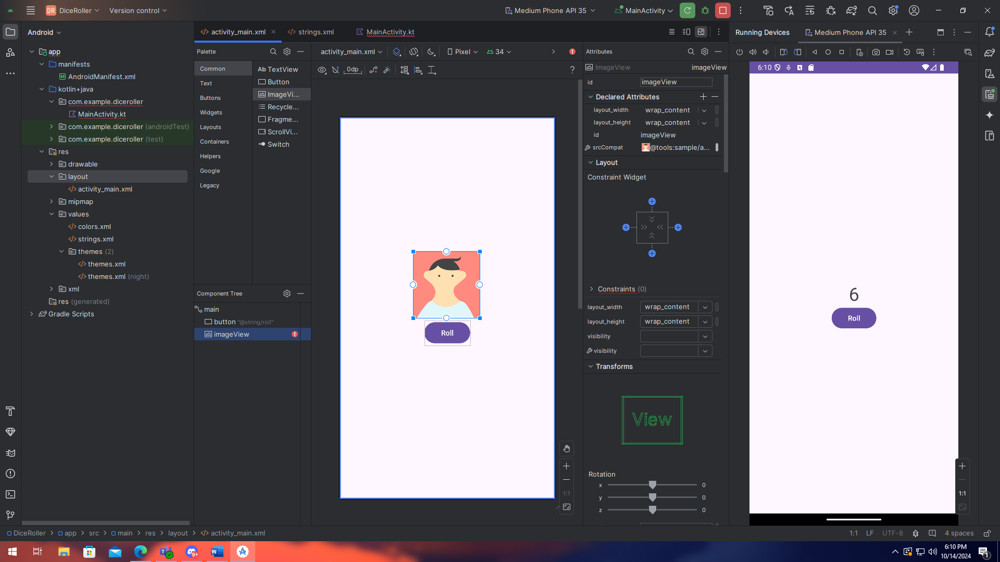 DR DiceRoller
Version control
Medium Phone API 35
MainActivity
Android
activity_main.xml
strings.xml
MainActivity.kt
Running Devices
Medium Phone API 35
app
manifests
AndroidManifest.xml
kotlin+java
com.example.diceroller
MainActivity.kt
com.example.diceroller (androidTest)
com.example.diceroller (test)
res
drawable
layout
activity_main.xml
mipmap
values
colors.xml
strings.xml
themes (2)
themes.xml
themes.xml (night)
xml
res (generated)
Gradle Scripts
Palette
Common
Text
Buttons
Widgets
Layouts
Containers
Helpers
Google
Legacy
Ab TextView
Button
ImageVi...
Recycle...
Fragme...
ScrollVi...
Switch
Component Tree
main
button "@string/roll"
imageView
activity_main.xml
Pixel
34
0dp
?
Roll
1:1
Attributes
ImageView
imageView
id
imageView
Declared Attributes
layout_width
wrap_content
layout_height
wrap_content
id
imageView
srcCompat
@tools:sample/a...
Layout
Constraint Widget
Constraints (0)
layout_width
wrap_content
layout_height
wrap_content
visibility
visibility
Transforms
View
Rotation
x
0
y
0
z
0
6:10
6
Roll
1:1
DiceRoller
app
src
main
res
layout
activity_main.xml
1:1
LF
UTF-8
4 spaces
9+
W
6:10 PM
10/14/2024
1